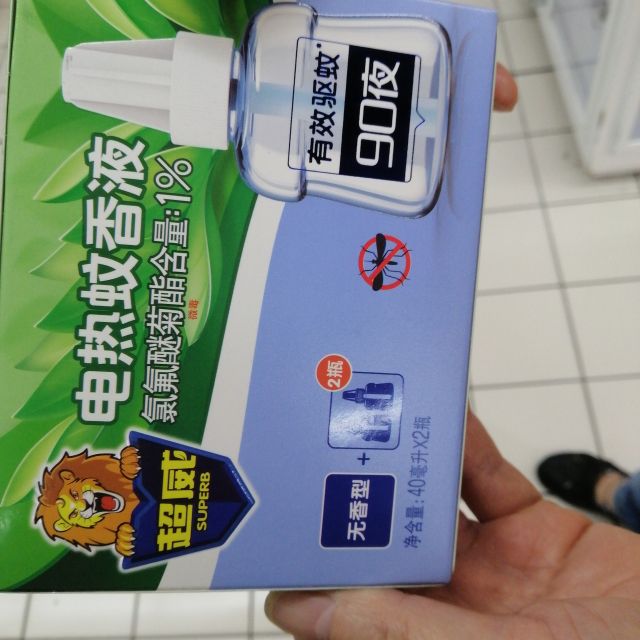 超威
SUPERB
电热蚊香液
氯氟醚菊酯含量:1%
微毒
有效驱蚊*
90夜
2瓶
+
无香型
净含量:40毫升X2瓶